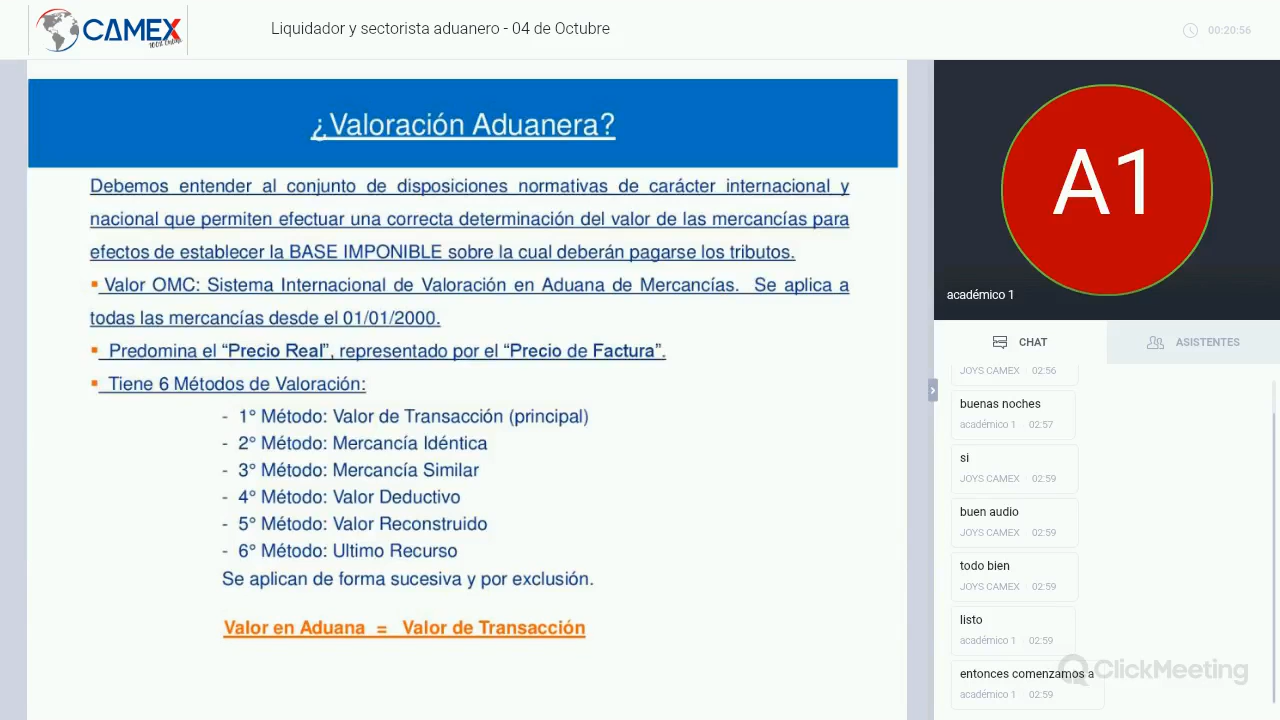 CAMEX
100% Online
Liquidador y sectorista aduanero - 04 de Octubre
00:20:56
¿Valoración Aduanera?
Debemos entender al conjunto de disposiciones normativas de carácter internacional y
nacional que permiten efectuar una correcta determinación del valor de las mercancías para
efectos de establecer la BASE IMPONIBLE sobre la cual deberán pagarse los tributos.
▪ Valor OMC: Sistema Internacional de Valoración en Aduana de Mercancías. Se aplica a
todas las mercancías desde el 01/01/2000.
▪ Predomina el “Precio Real”, representado por el “Precio de Factura”.
▪ Tiene 6 Métodos de Valoración:
- 1° Método: Valor de Transacción (principal)
- 2° Método: Mercancía Idéntica
- 3° Método: Mercancía Similar
- 4° Método: Valor Deductivo
- 5° Método: Valor Reconstruido
- 6° Método: Ultimo Recurso
Se aplican de forma sucesiva y por exclusión.
Valor en Aduana = Valor de Transacción
A1
académico 1
CHAT
ASISTENTES
JOYS CAMEX 02:56
buenas noches
académico 1 02:57
si
JOYS CAMEX 02:59
buen audio
JOYS CAMEX 02:59
todo bien
JOYS CAMEX 02:59
listo
académico 1 02:59
entonces comenzamos a
académico 1 02:59
ClickMeeting